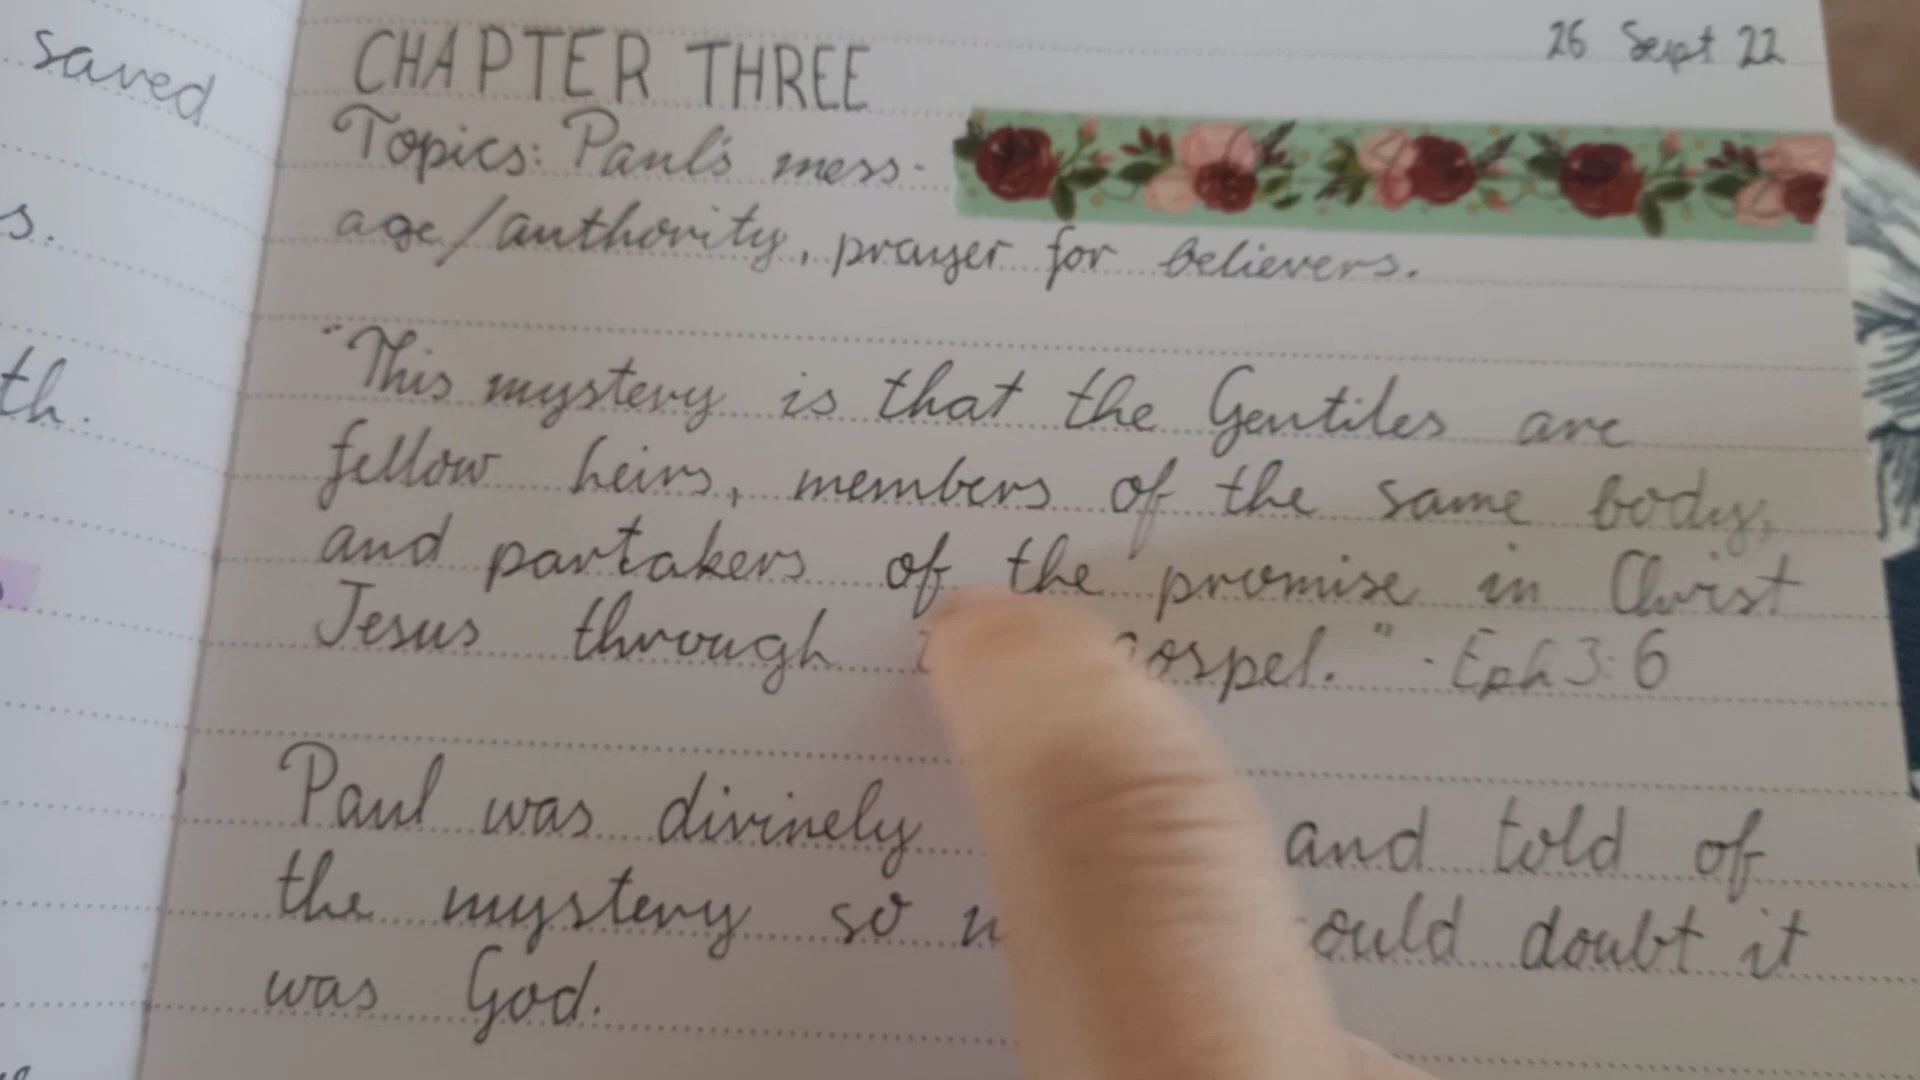 saved
s.
th.
CHAPTER THREE
26 Sept 22
Topics: Paul's mess-
age/authority, prayer for believers.
"This mystery is that the Gentiles are
fellow heirs, members of the same body,
and partakers of the promise in Christ
Jesus through Gospel." - Eph 3:6
Paul was divinely and told of
the mystery so doubt it
was God.